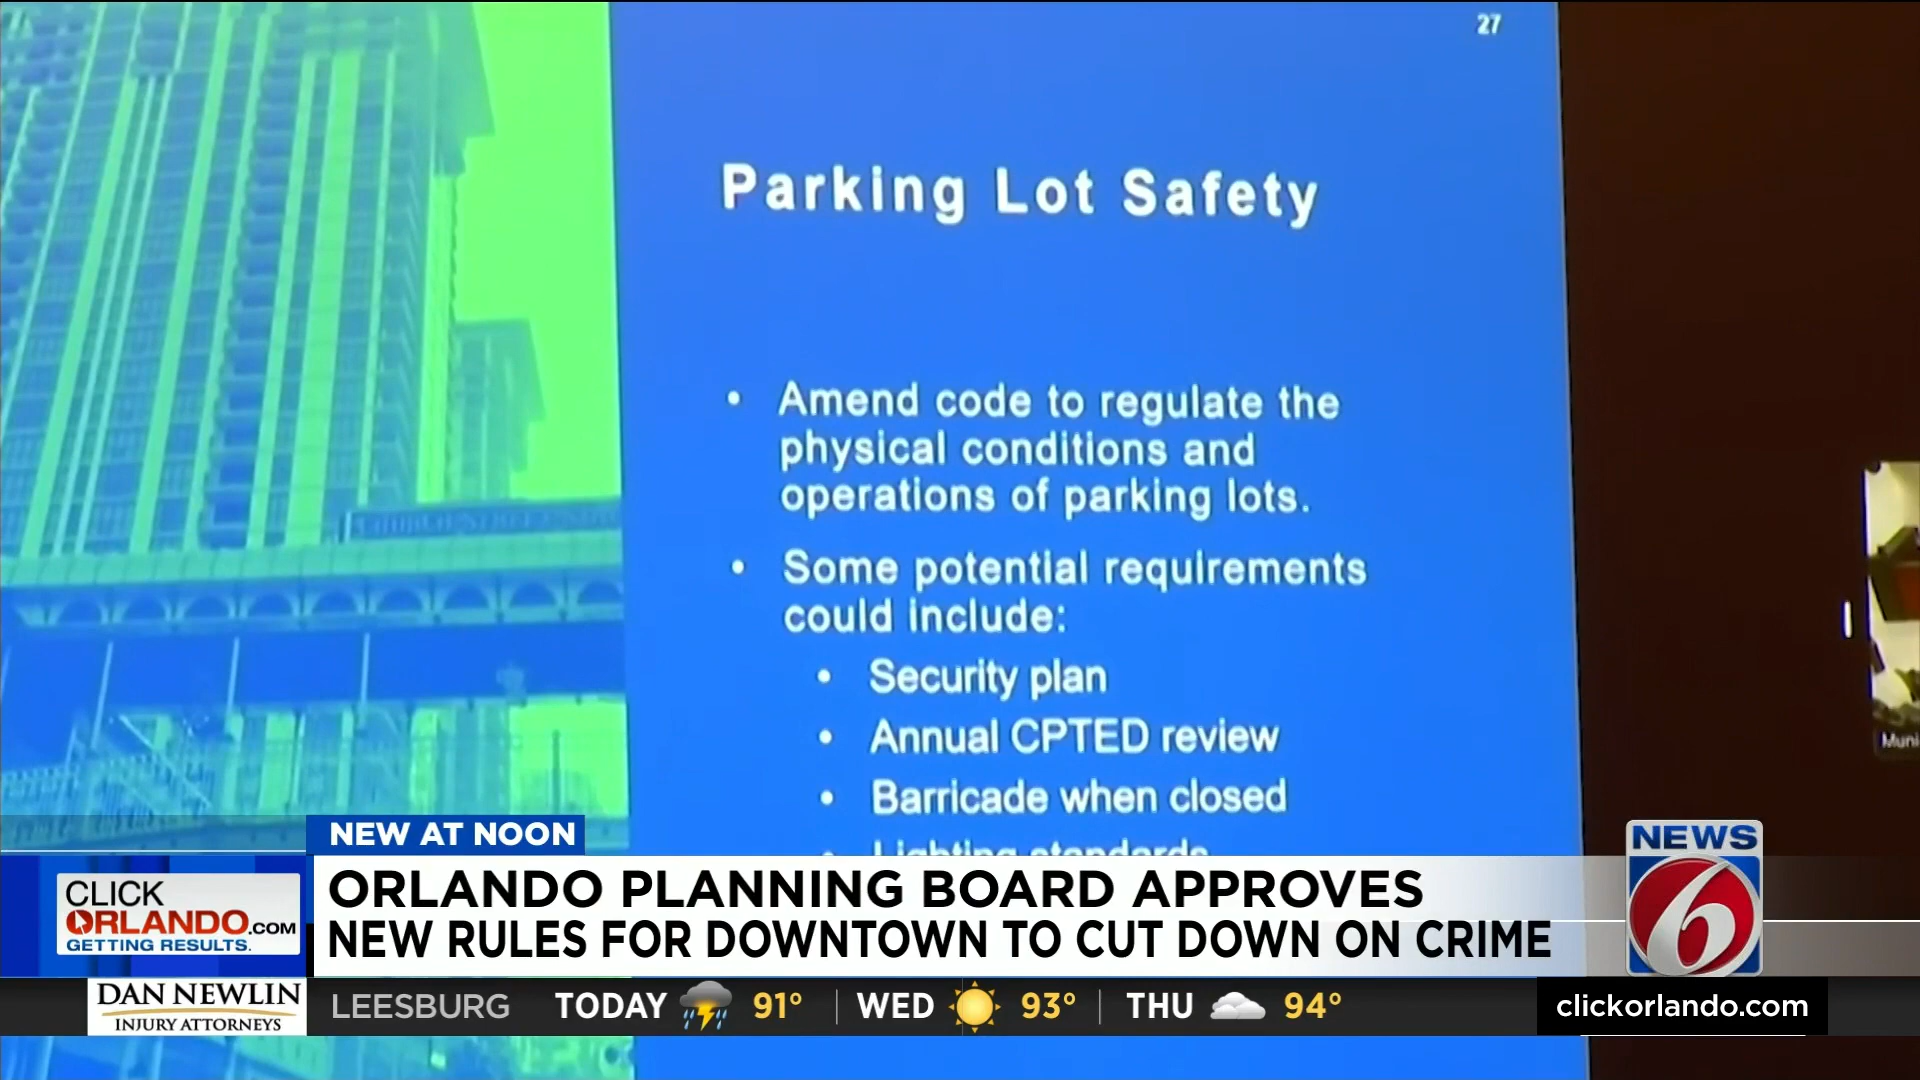 27
Parking Lot Safety
• Amend code to regulate the
physical conditions and
operations of parking lots.
• Some potential requirements
could include:
• Security plan
• Annual CPTED review
• Barricade when closed
• Lighting standards
Muni
NEW AT NOON
ORLANDO PLANNING BOARD APPROVES
NEW RULES FOR DOWNTOWN TO CUT DOWN ON CRIME
CLICK
ORLANDO.COM
GETTING RESULTS.
NEWS
6
DAN NEWLIN
INJURY ATTORNEYS
LEESBURG TODAY 91° WED 93° THU 94°
clickorlando.com